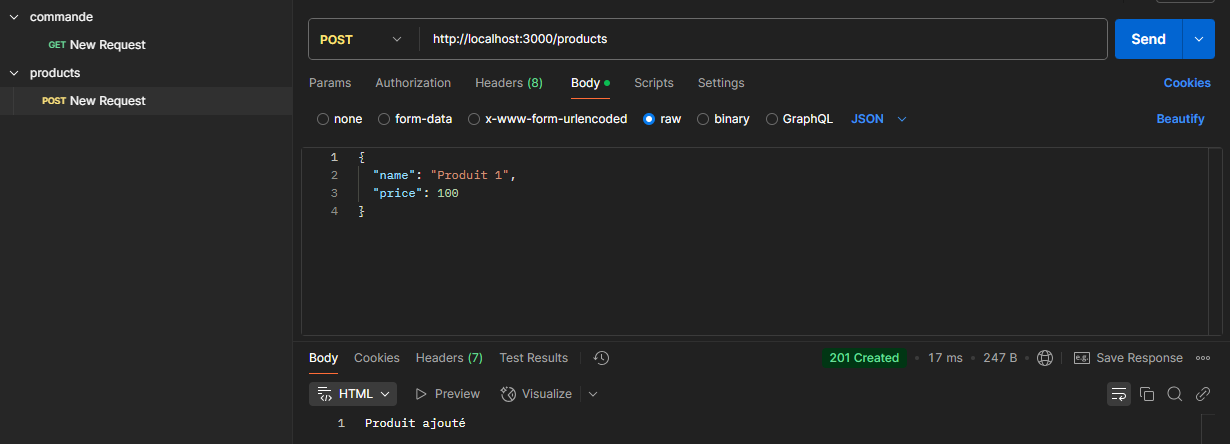 commande
GET New Request
products
POST New Request
POST http://localhost:3000/products Send
Params Authorization Headers (8) Body Scripts Settings Cookies
none form-data x-www-form-urlencoded raw binary GraphQL JSON Beautify
1 {
2 "name": "Produit 1",
3 "price": 100
4 }
Body Cookies Headers (7) Test Results 201 Created 17 ms 247 B e.g. Save Response
HTML Preview Visualize
1 Produit ajouté